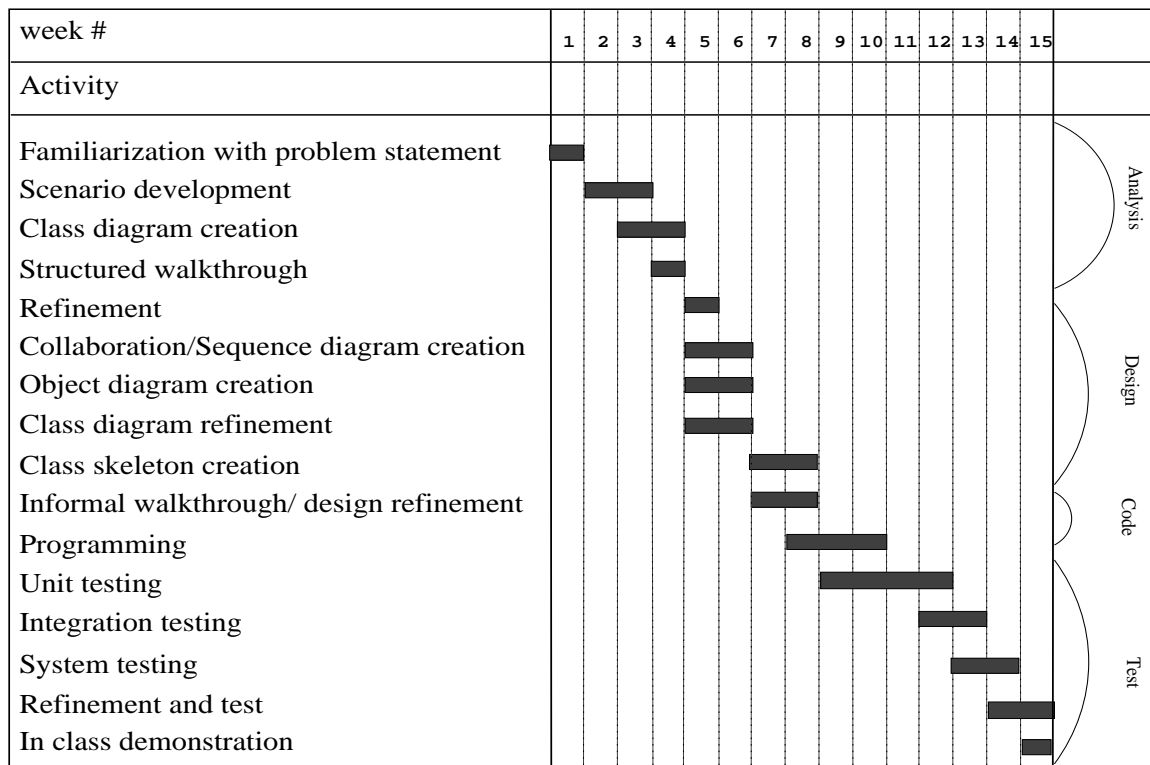 week #
1 2 3 4 5 6 7 8 9 10 11 12 13 14 15
Activity
Familiarization with problem statement
Scenario development
Class diagram creation
Structured walkthrough
Refinement
Collaboration/Sequence diagram creation
Object diagram creation
Class diagram refinement
Class skeleton creation
Informal walkthrough/ design refinement
Programming
Unit testing
Integration testing
System testing
Refinement and test
In class demonstration
Analysis
Design
Code
Test